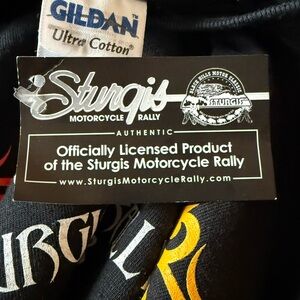 GILDAN®
Ultra Cotton®
Sturgis
MOTORCYCLE RALLY
BLACK HILLS MOTOR CLASSIC
STURGIS
AUTHENTIC
Officially Licensed Product
of the Sturgis Motorcycle Rally
www.SturgisMotorcycleRally.com
URG